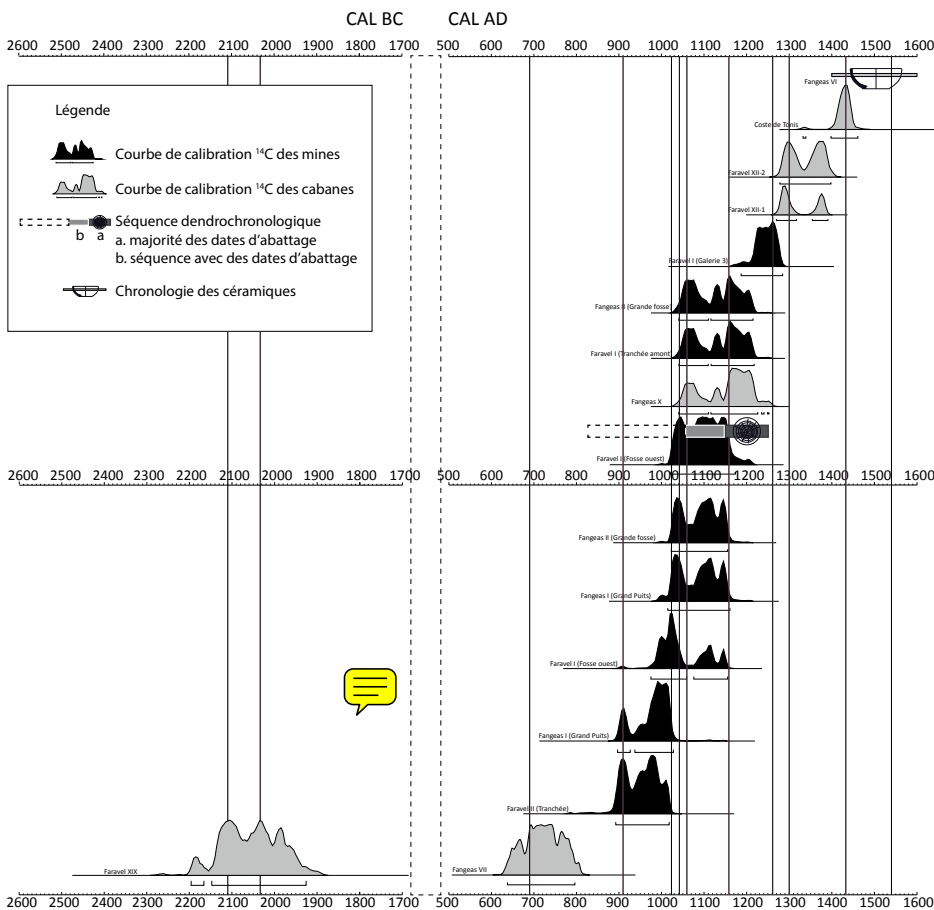 CAL BC
CAL AD
2600 2500 2400 2300 2200 2100 2000 1900 1800 1700
500 600 700 800 900 1000 1100 1200 1300 1400 1500 1600
Légende
Courbe de calibration ¹⁴C des mines
Courbe de calibration ¹⁴C des cabanes
Séquence dendrochronologique
b a
a. majorité des dates d'abattage
b. séquence avec des dates d'abattage
Chronologie des céramiques
Fangeas VI
Coste de Tonis
Faravel XII-2
Faravel XII-1
Faravel I (Galerie 3)
Fangeas II (Grande fosse)
Faravel I (Tranchée amont
Fangeas X
Faravel II (Fosse ouest)
2600 2500 2400 2300 2200 2100 2000 1900 1800 1700
500 600 700 800 900 1000 1100 1200 1300 1400 1500 1600
Fangeas II (Grande fosse)
Fangeas I (Grand Puits)
Faravel I (Fosse ouest)
Fangeas I (Grand Puits)
Faravel II (Tranchée)
Faravel XIX
Fangeas VII
2600 2500 2400 2300 2200 2100 2000 1900 1800 1700
500 600 700 800 900 1000 1100 1200 1300 1400 1500 1600